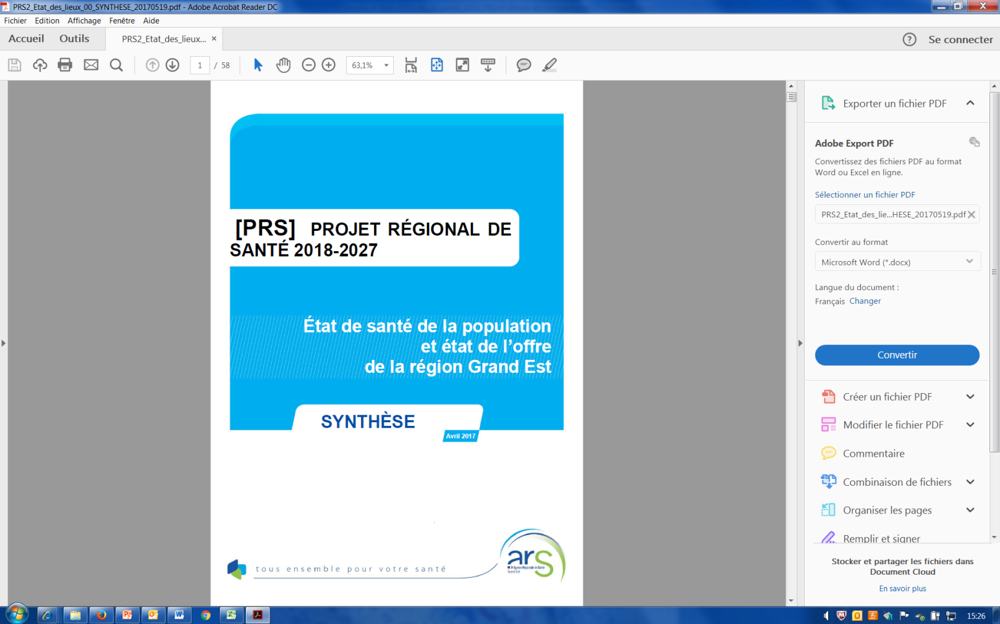 PRS2_Etat_des_lieux_00_SYNTHESE_20170519.pdf - Adobe Acrobat Reader DC
Fichier Edition Affichage Fenêtre Aide
Accueil Outils PRS2_Etat_des_lieux... × ? Se connecter
1 / 58 63,1%
[PRS] PROJET RÉGIONAL DE
SANTÉ 2018-2027
État de santé de la population
et état de l'offre
de la région Grand Est
SYNTHÈSE
Avril 2017
tous ensemble pour votre santé
ars
Agence Régionale de Santé
Grand Est
Exporter un fichier PDF
Adobe Export PDF
Convertissez des fichiers PDF au format
Word ou Excel en ligne.
Sélectionner un fichier PDF
PRS2_Etat_des_lie...HESE_20170519.pdf
Convertir au format
Microsoft Word (*.docx)
Langue du document :
Français Changer
Convertir
Créer un fichier PDF
Modifier le fichier PDF
Commentaire
Combinaison de fichiers
Organiser les pages
Remplir et signer
Stocker et partager les fichiers dans
Document Cloud
En savoir plus
15:26